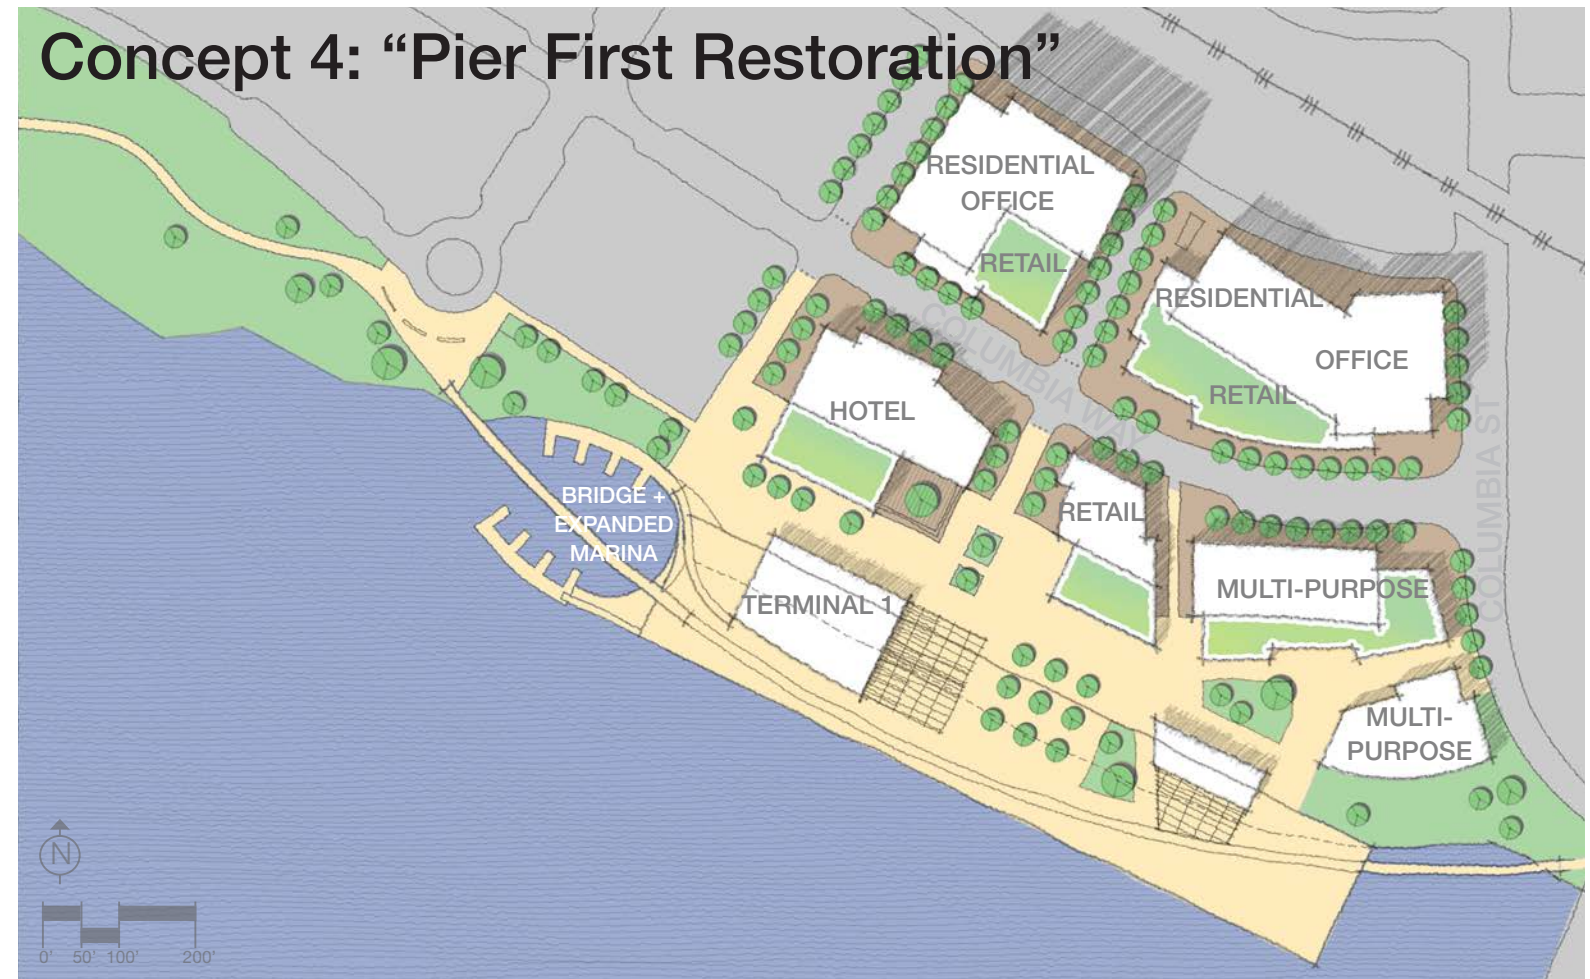 Concept 4: “Pier First Restoration”
RESIDENTIAL
OFFICE
RETAIL
RESIDENTIAL
OFFICE
RETAIL
COLUMBIA WAY
HOTEL
COLUMBIA ST
BRIDGE +
EXPANDED
MARINA
RETAIL
TERMINAL 1
MULTI-PURPOSE
MULTI-
PURPOSE
N
0' 50' 100' 200'